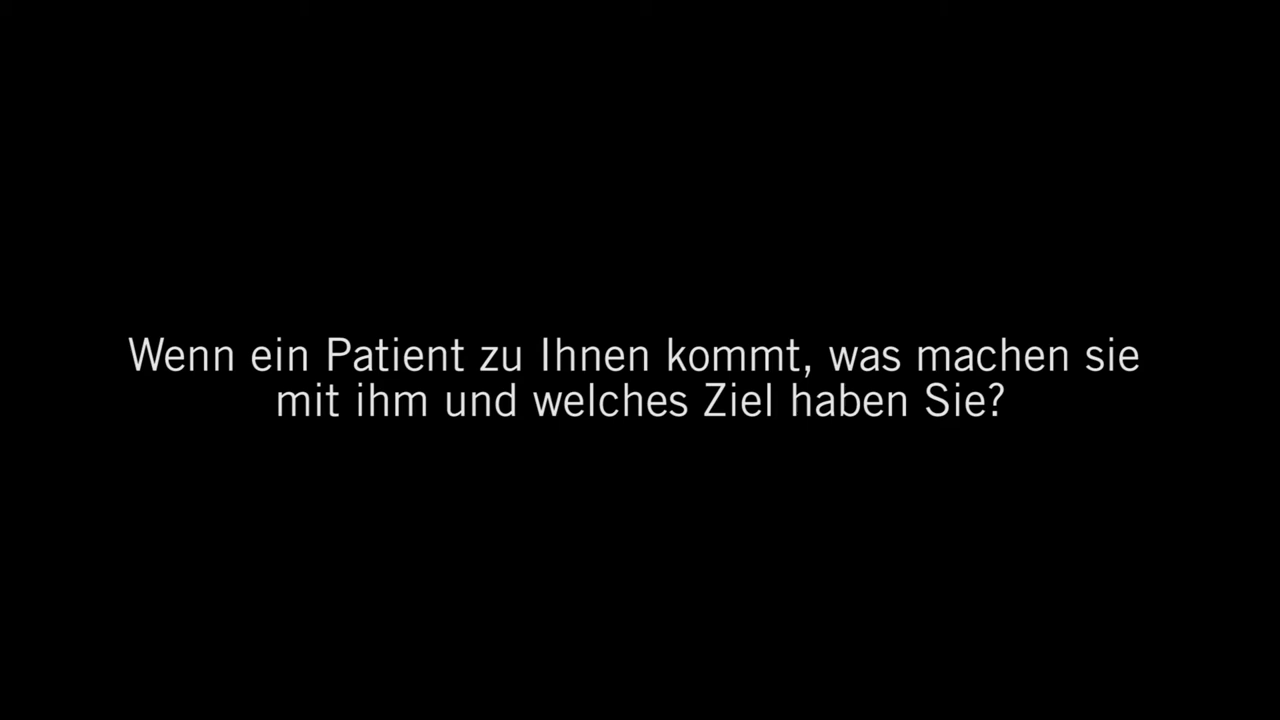 Wenn ein Patient zu Ihnen kommt, was machen sie
mit ihm und welches Ziel haben Sie?